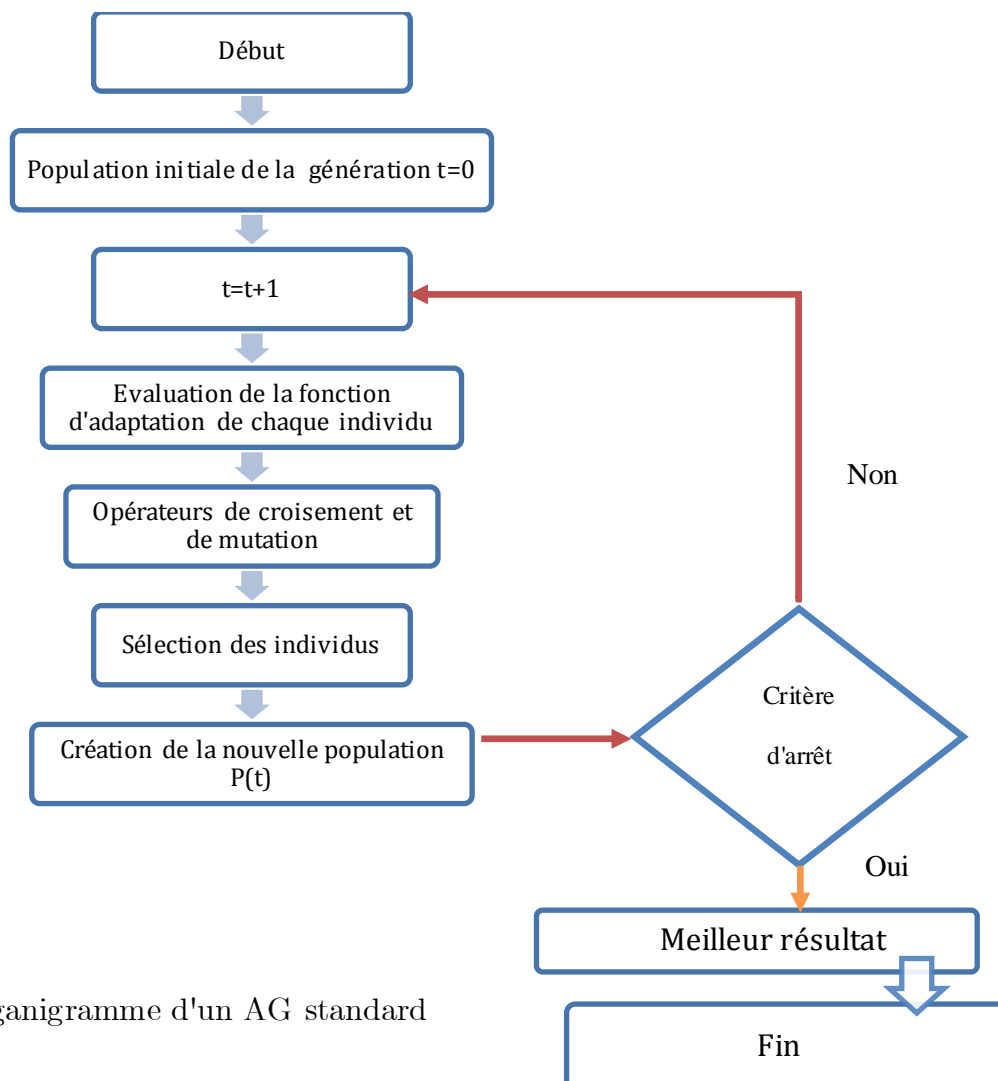 Début
Population initiale de la génération t=0
t=t+1
Evaluation de la fonction
d'adaptation de chaque individu
Opérateurs de croisement et
de mutation
Sélection des individus
Création de la nouvelle population
P(t)
Non
Critère
d'arrêt
Oui
Meilleur résultat
Fin
d'un AG standard